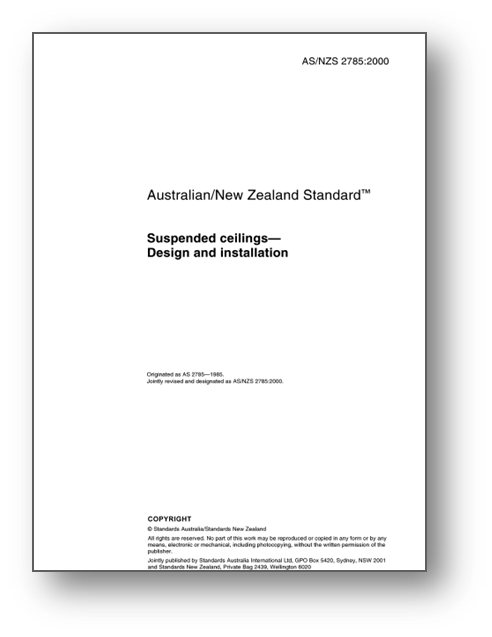 AS/NZS 2785:2000
Australian/New Zealand Standard™
Suspended ceilings—
Design and installation
Originated as AS 2785—1985.
Jointly revised and designated as AS/NZS 2785:2000.
COPYRIGHT
© Standards Australia/Standards New Zealand
All rights are reserved. No part of this work may be reproduced or copied in any form or by any
means, electronic or mechanical, including photocopying, without the written permission of the
publisher.
Jointly published by Standards Australia International Ltd, GPO Box 5420, Sydney, NSW 2001
and Standards New Zealand, Private Bag 2439, Wellington 6020